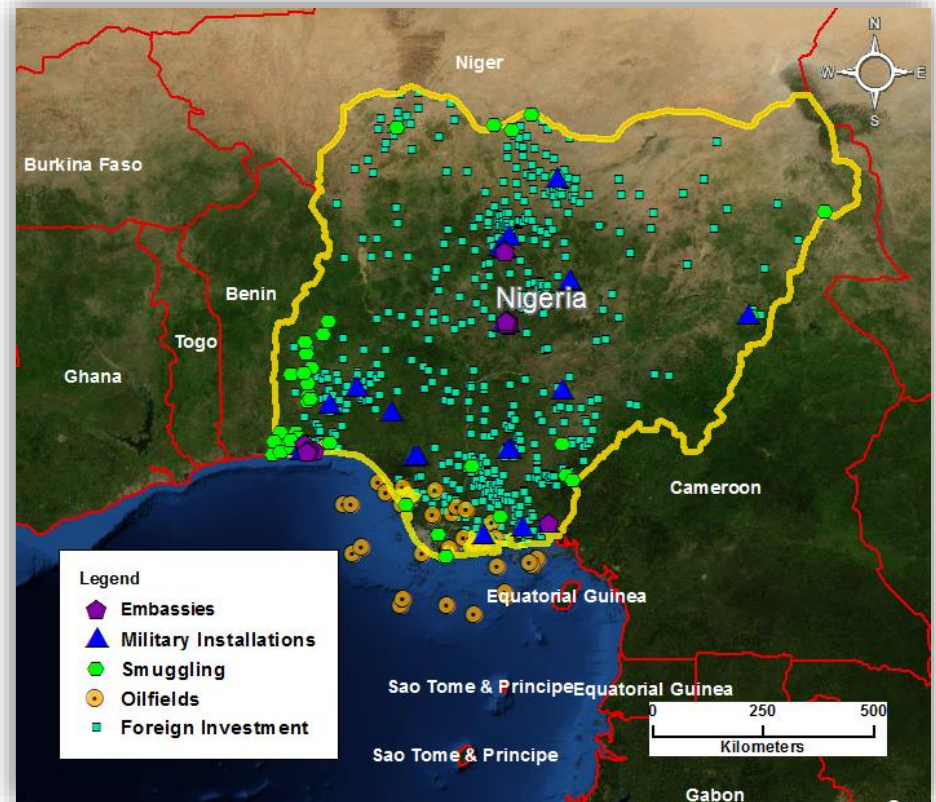 N
W E
S
Niger
Burkina Faso
Nigeria
Benin
Togo
Ghana
Cameroon
Equatorial Guinea
Sao Tome & Principe
Equatorial Guinea
Sao Tome & Principe
Gabon
Legend
Embassies
Military Installations
Smuggling
Oilfields
Foreign Investment
0 250 500
Kilometers